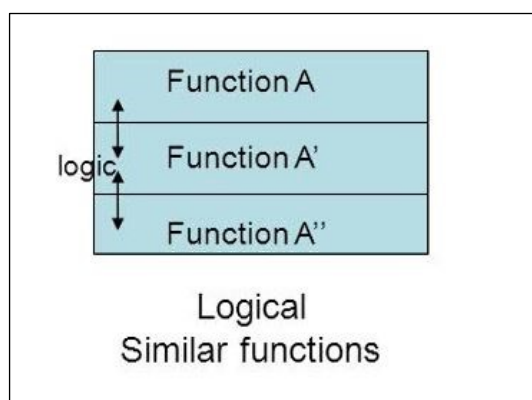 Function A
logic
Function A'
Function A''
Logical
Similar functions